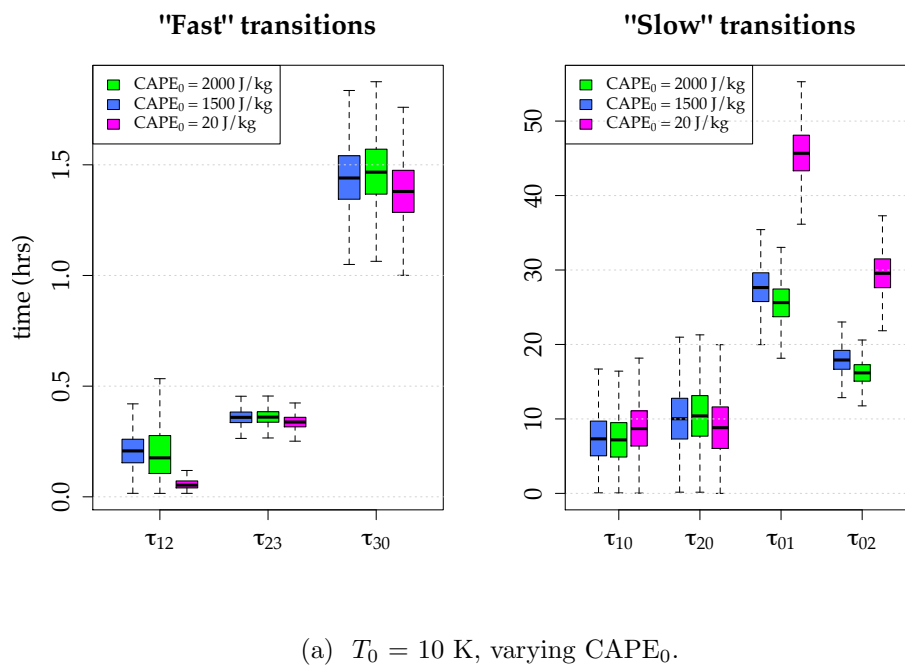 "Fast" transitions
CAPE₀ = 2000 J/kg
CAPE₀ = 1500 J/kg
CAPE₀ = 20 J/kg
time (hrs)
1.5
1.0
0.5
0.0
τ₁₂ τ₂₃ τ₃₀
"Slow" transitions
CAPE₀ = 2000 J/kg
CAPE₀ = 1500 J/kg
CAPE₀ = 20 J/kg
50
40
30
20
10
0
τ₁₀ τ₂₀ τ₀₁ τ₀₂
(a) T₀ = 10 K, varying CAPE₀.